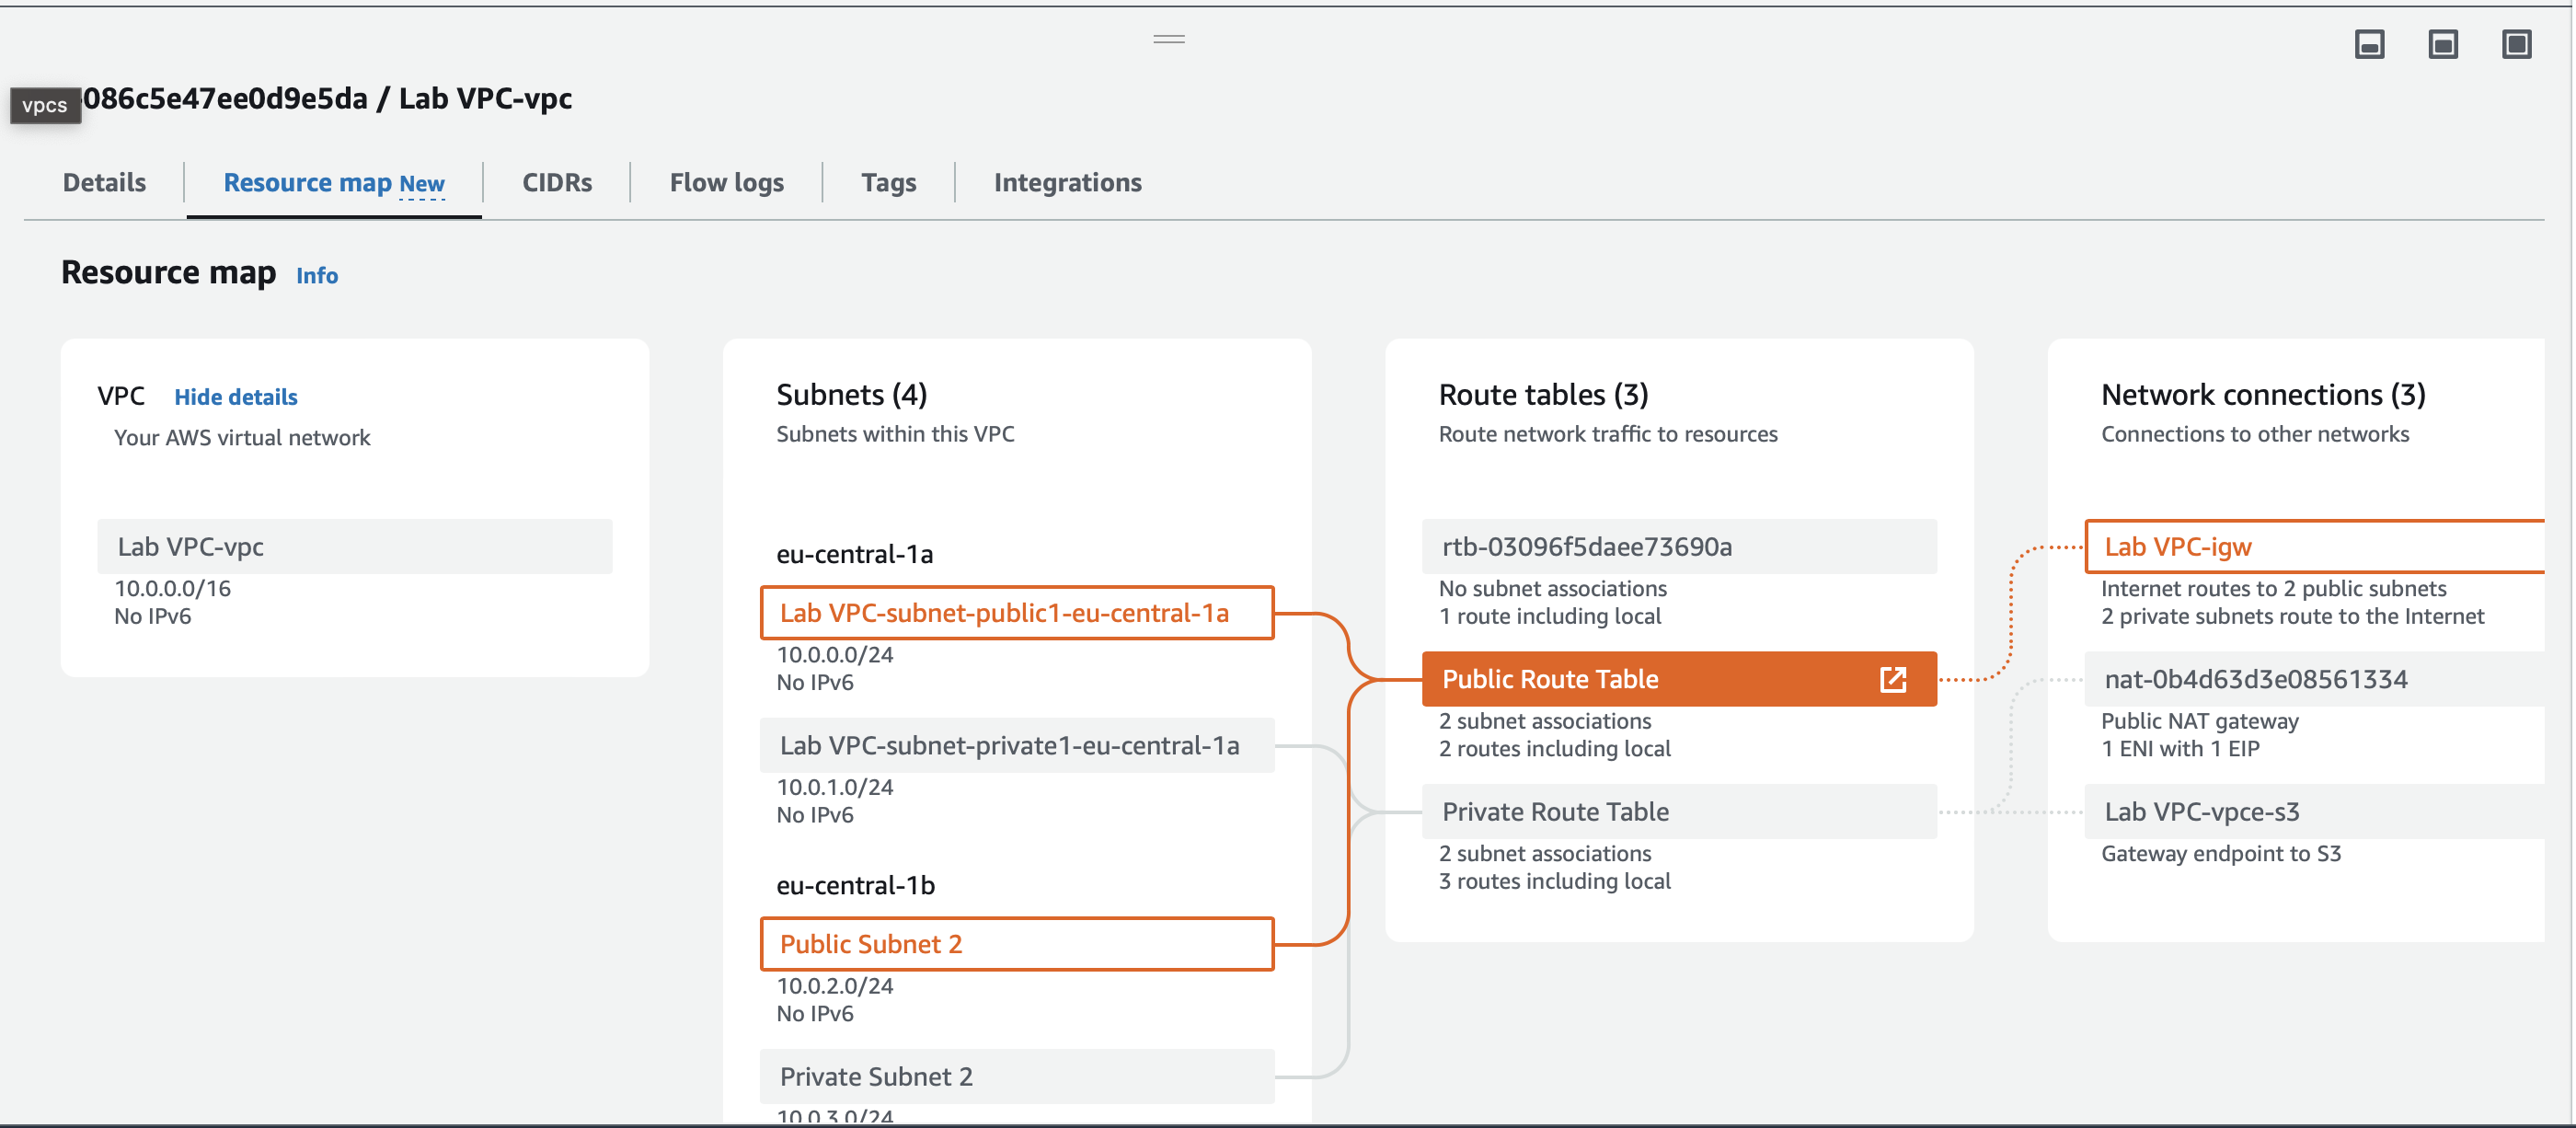 vpcs
086c5e47ee0d9e5da / Lab VPC-vpc
Details
Resource map New
CIDRs
Flow logs
Tags
Integrations
Resource map Info
VPC Hide details
Your AWS virtual network
Lab VPC-vpc
10.0.0.0/16
No IPv6
Subnets (4)
Subnets within this VPC
eu-central-1a
Lab VPC-subnet-public1-eu-central-1a
10.0.0.0/24
No IPv6
Lab VPC-subnet-private1-eu-central-1a
10.0.1.0/24
No IPv6
eu-central-1b
Public Subnet 2
10.0.2.0/24
No IPv6
Private Subnet 2
10.0.3.0/24
Route tables (3)
Route network traffic to resources
rtb-03096f5daee73690a
No subnet associations
1 route including local
Public Route Table
2 subnet associations
2 routes including local
Private Route Table
2 subnet associations
3 routes including local
Network connections (3)
Connections to other networks
Lab VPC-igw
Internet routes to 2 public subnets
2 private subnets route to the Internet
nat-0b4d63d3e08561334
Public NAT gateway
1 ENI with 1 EIP
Lab VPC-vpce-s3
Gateway endpoint to S3